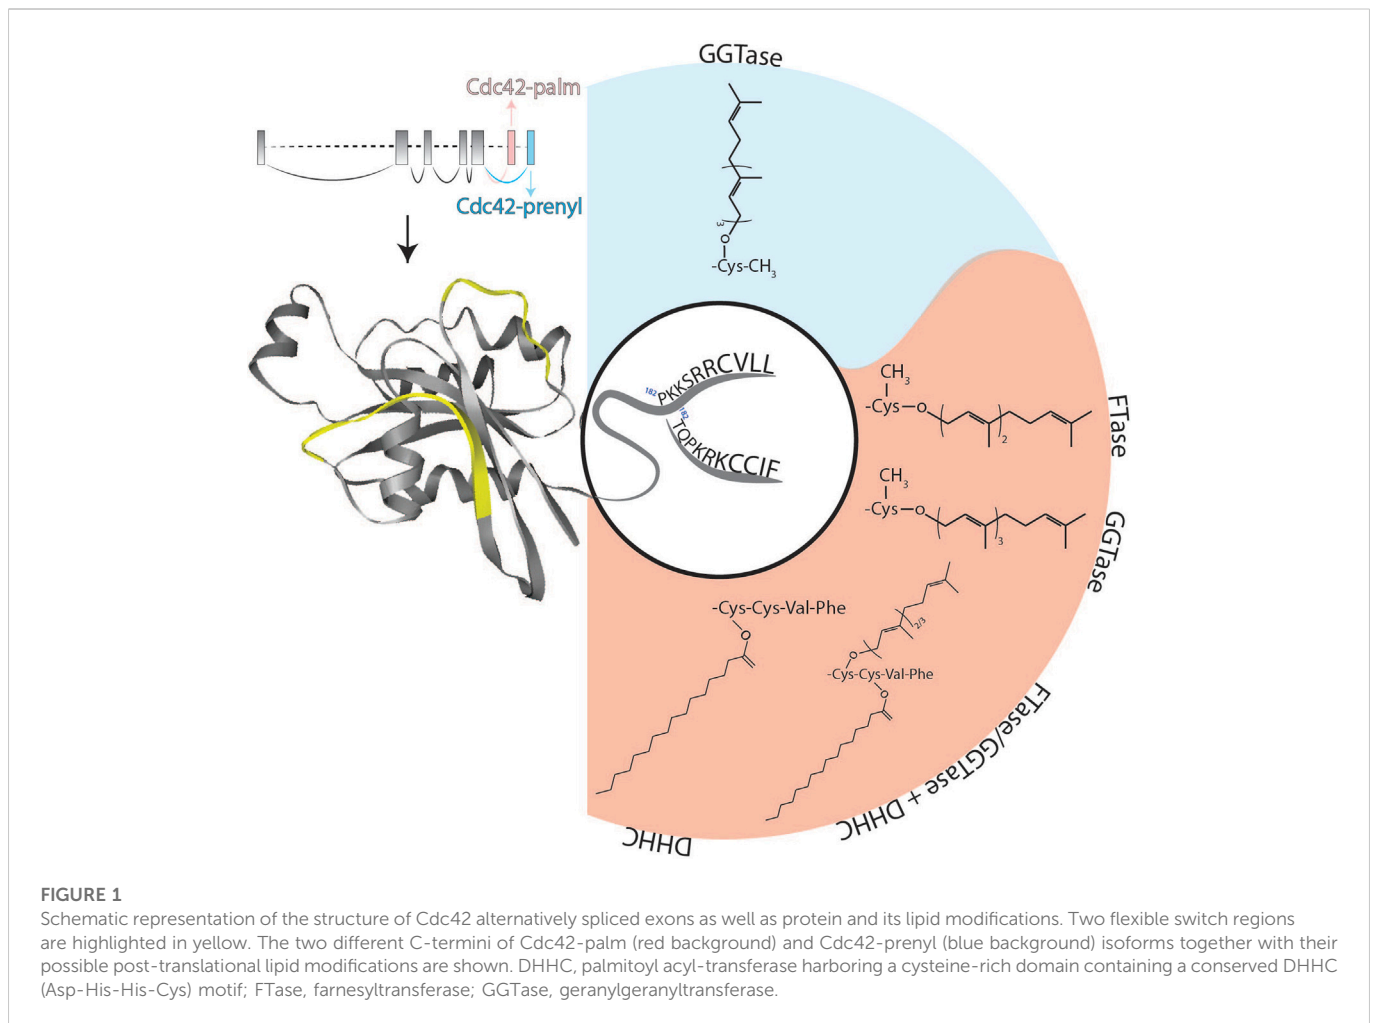 GGTase
Cdc42-palm
Cdc42-prenyl
3
O
-Cys-CH3
182 PKKSRRCVLL
182 TQPKRKCCIF
CH3
-Cys-O
2
FTase
CH3
-Cys-O
3
GGTase
-Cys-Cys-Val-Phe
O
2/3
O
-Cys-Cys-Val-Phe
O
FTase/GGTase + DHHC
DHHC
FIGURE 1
Schematic representation of the structure of Cdc42 alternatively spliced exons as well as protein and its lipid modifications. Two flexible switch regions
are highlighted in yellow. The two different C-termini of Cdc42-palm (red background) and Cdc42-prenyl (blue background) isoforms together with their
possible post-translational lipid modifications are shown. DHHC, palmitoyl acyl-transferase harboring a cysteine-rich domain containing a conserved DHHC
(Asp-His-His-Cys) motif; FTase, farnesyltransferase; GGTase, geranylgeranyltransferase.